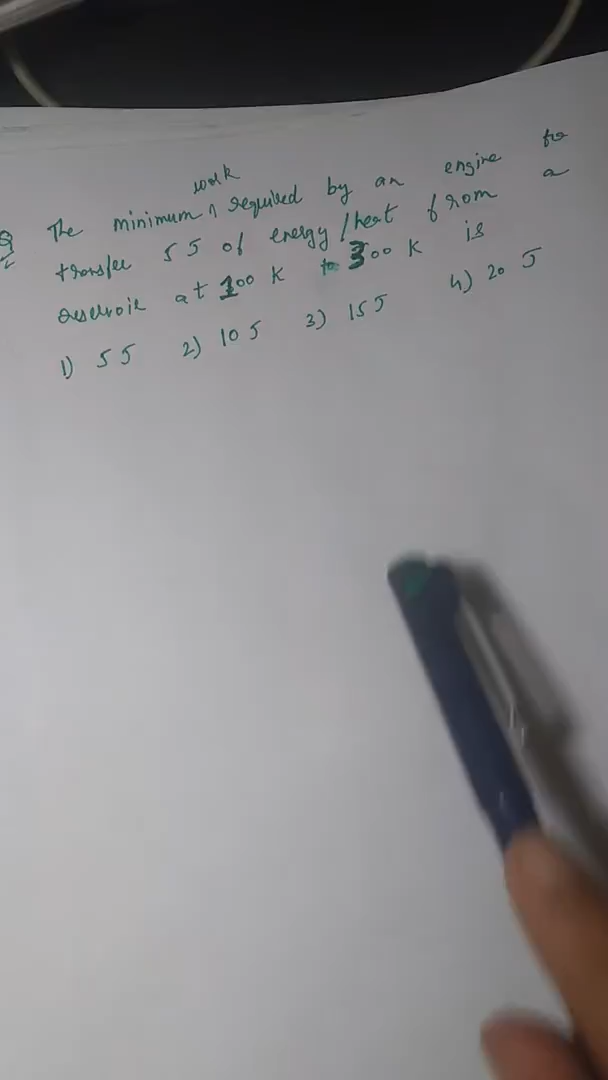 Q The minimum ^ work required by an engine for
transfer 5 J of energy / heat from a
reservoir at 100 K to 300 K is
1) 5 J 2) 10 J 3) 15 J 4) 20 J